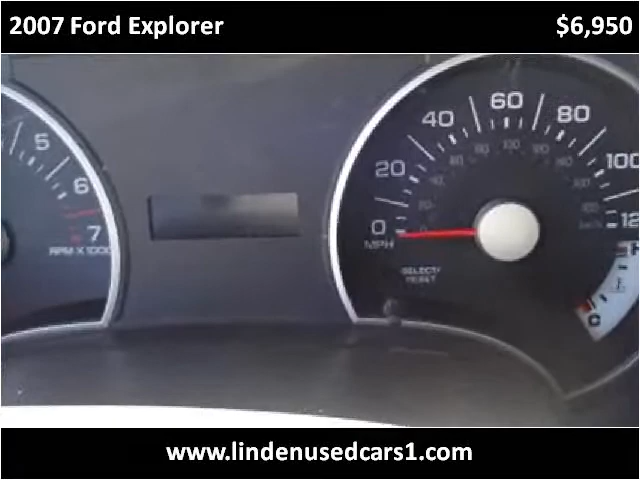 2007 Ford Explorer $6,950
5
6
7
RPM X 1000
0
20
40
60
80
100
12
MPH
SELECT/
RESET
H
C
www.lindenusedcars1.com